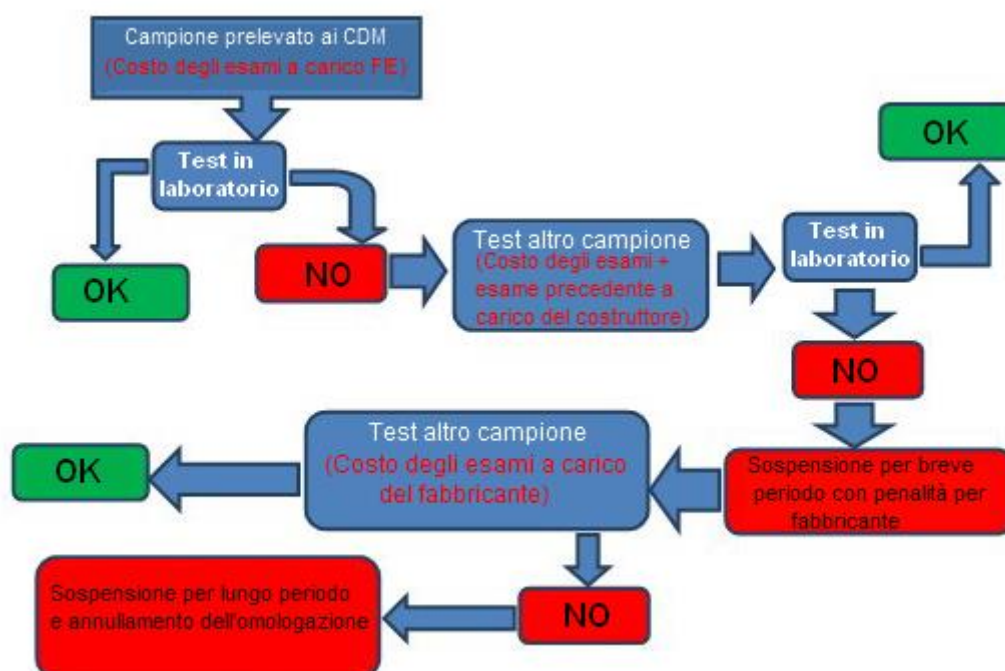 Campione prelevato ai CDM
(Costo degli esami a carico FIE)
Test in
laboratorio
OK
NO
Test altro campione
(Costo degli esami +
esame precedente a
carico del costruttore)
Test in
laboratorio
OK
NO
Sospensione per breve
periodo con penalità per
fabbricante
Test altro campione
(Costo degli esami a carico
del fabbricante)
OK
NO
Sospensione per lungo periodo
e annullamento dell'omologazione